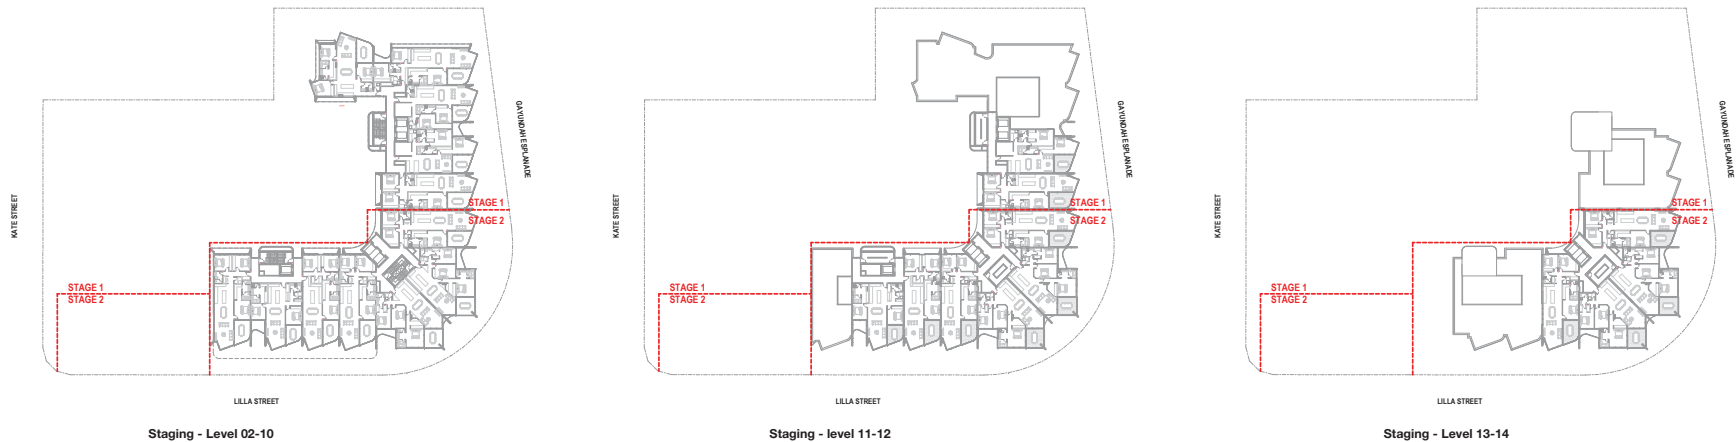 GAYUNDAH ESPLANADE
KATE STREET
STAGE 1
STAGE 2
STAGE 1
STAGE 2
LILLA STREET
Staging - Level 02-10
GAYUNDAH ESPLANADE
KATE STREET
STAGE 1
STAGE 2
STAGE 1
STAGE 2
LILLA STREET
Staging - level 11-12
GAYUNDAH ESPLANADE
KATE STREET
STAGE 1
STAGE 2
STAGE 1
STAGE 2
LILLA STREET
Staging - Level 13-14